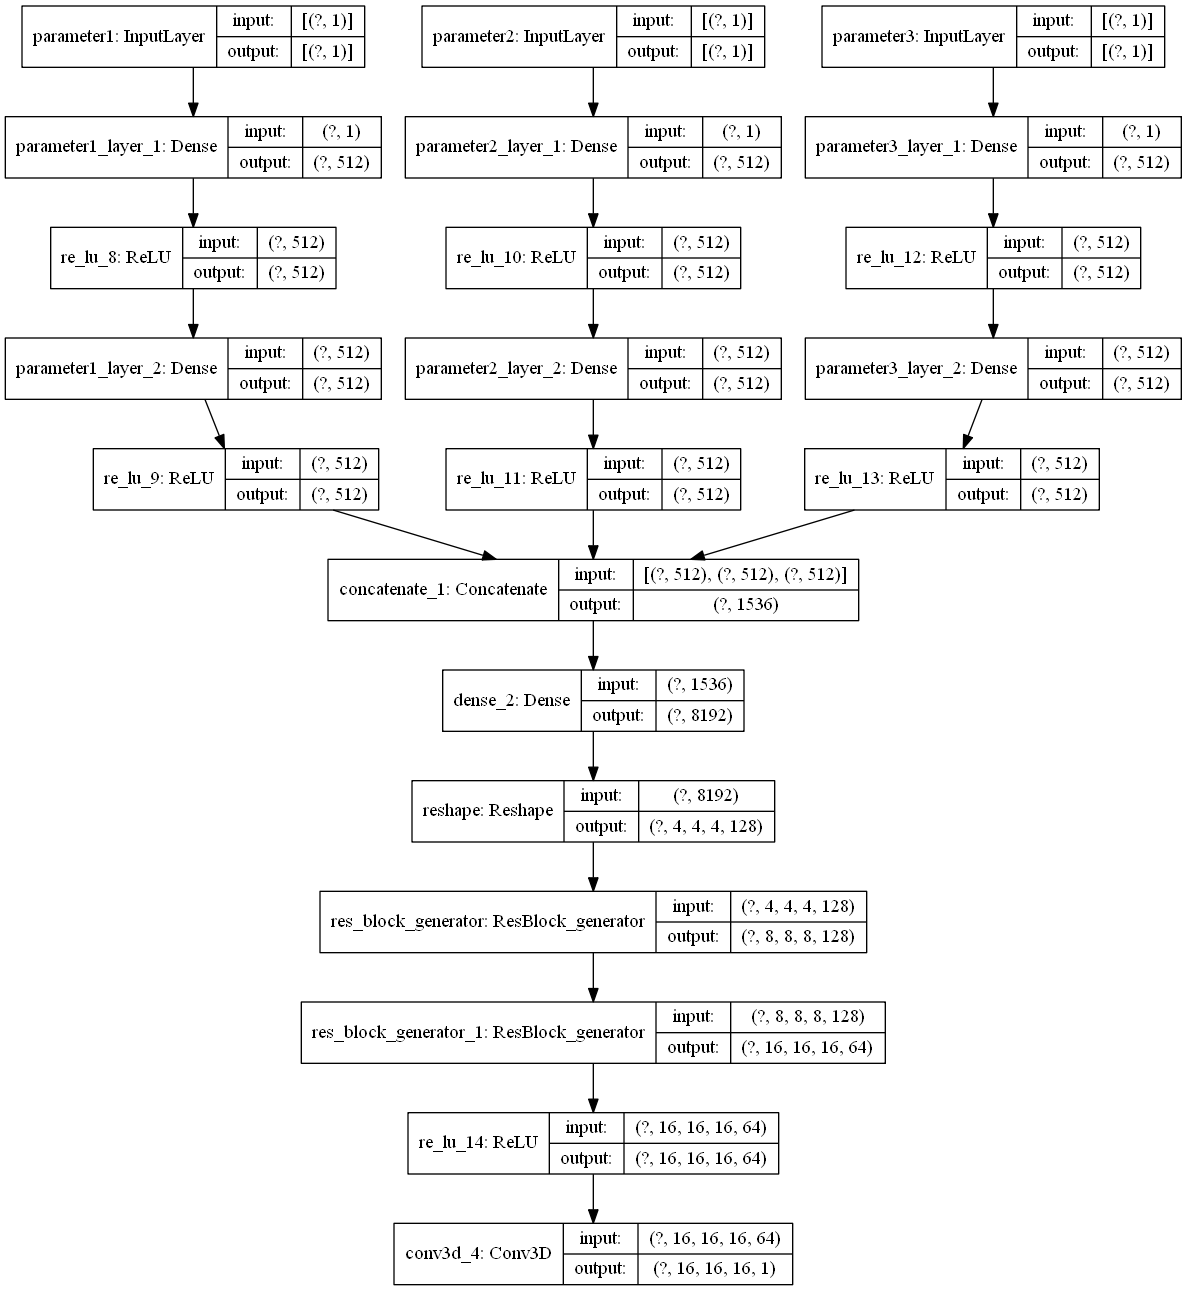 parameter1: InputLayer input: [(?, 1)] output: [(?, 1)]
parameter2: InputLayer input: [(?, 1)] output: [(?, 1)]
parameter3: InputLayer input: [(?, 1)] output: [(?, 1)]
parameter1_layer_1: Dense input: (?, 1) output: (?, 512)
parameter2_layer_1: Dense input: (?, 1) output: (?, 512)
parameter3_layer_1: Dense input: (?, 1) output: (?, 512)
re_lu_8: ReLU input: (?, 512) output: (?, 512)
re_lu_10: ReLU input: (?, 512) output: (?, 512)
re_lu_12: ReLU input: (?, 512) output: (?, 512)
parameter1_layer_2: Dense input: (?, 512) output: (?, 512)
parameter2_layer_2: Dense input: (?, 512) output: (?, 512)
parameter3_layer_2: Dense input: (?, 512) output: (?, 512)
re_lu_9: ReLU input: (?, 512) output: (?, 512)
re_lu_11: ReLU input: (?, 512) output: (?, 512)
re_lu_13: ReLU input: (?, 512) output: (?, 512)
concatenate_1: Concatenate input: [(?, 512), (?, 512), (?, 512)] output: (?, 1536)
dense_2: Dense input: (?, 1536) output: (?, 8192)
reshape: Reshape input: (?, 8192) output: (?, 4, 4, 4, 128)
res_block_generator: ResBlock_generator input: (?, 4, 4, 4, 128) output: (?, 8, 8, 8, 128)
res_block_generator_1: ResBlock_generator input: (?, 8, 8, 8, 128) output: (?, 16, 16, 16, 64)
re_lu_14: ReLU input: (?, 16, 16, 16, 64) output: (?, 16, 16, 16, 64)
conv3d_4: Conv3D input: (?, 16, 16, 16, 64) output: (?, 16, 16, 16, 1)